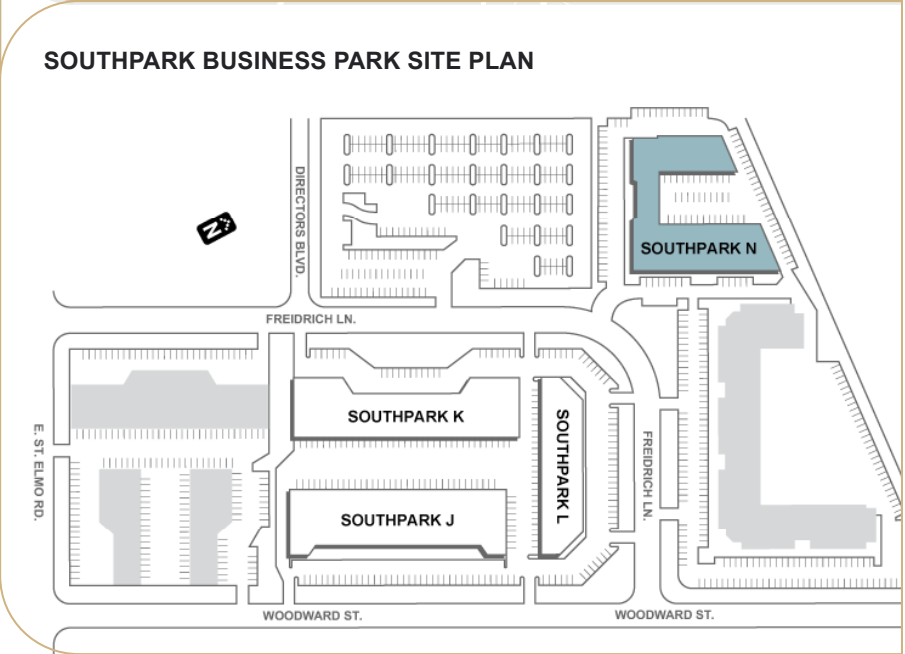 SOUTHPARK BUSINESS PARK SITE PLAN
DIRECTORS BLVD.
N
SOUTHPARK N
FREIDRICH LN.
SOUTHPARK K
SOUTHPARK L
E. ST. ELMO RD.
FREIDRICH LN.
SOUTHPARK J
WOODWARD ST.
WOODWARD ST.